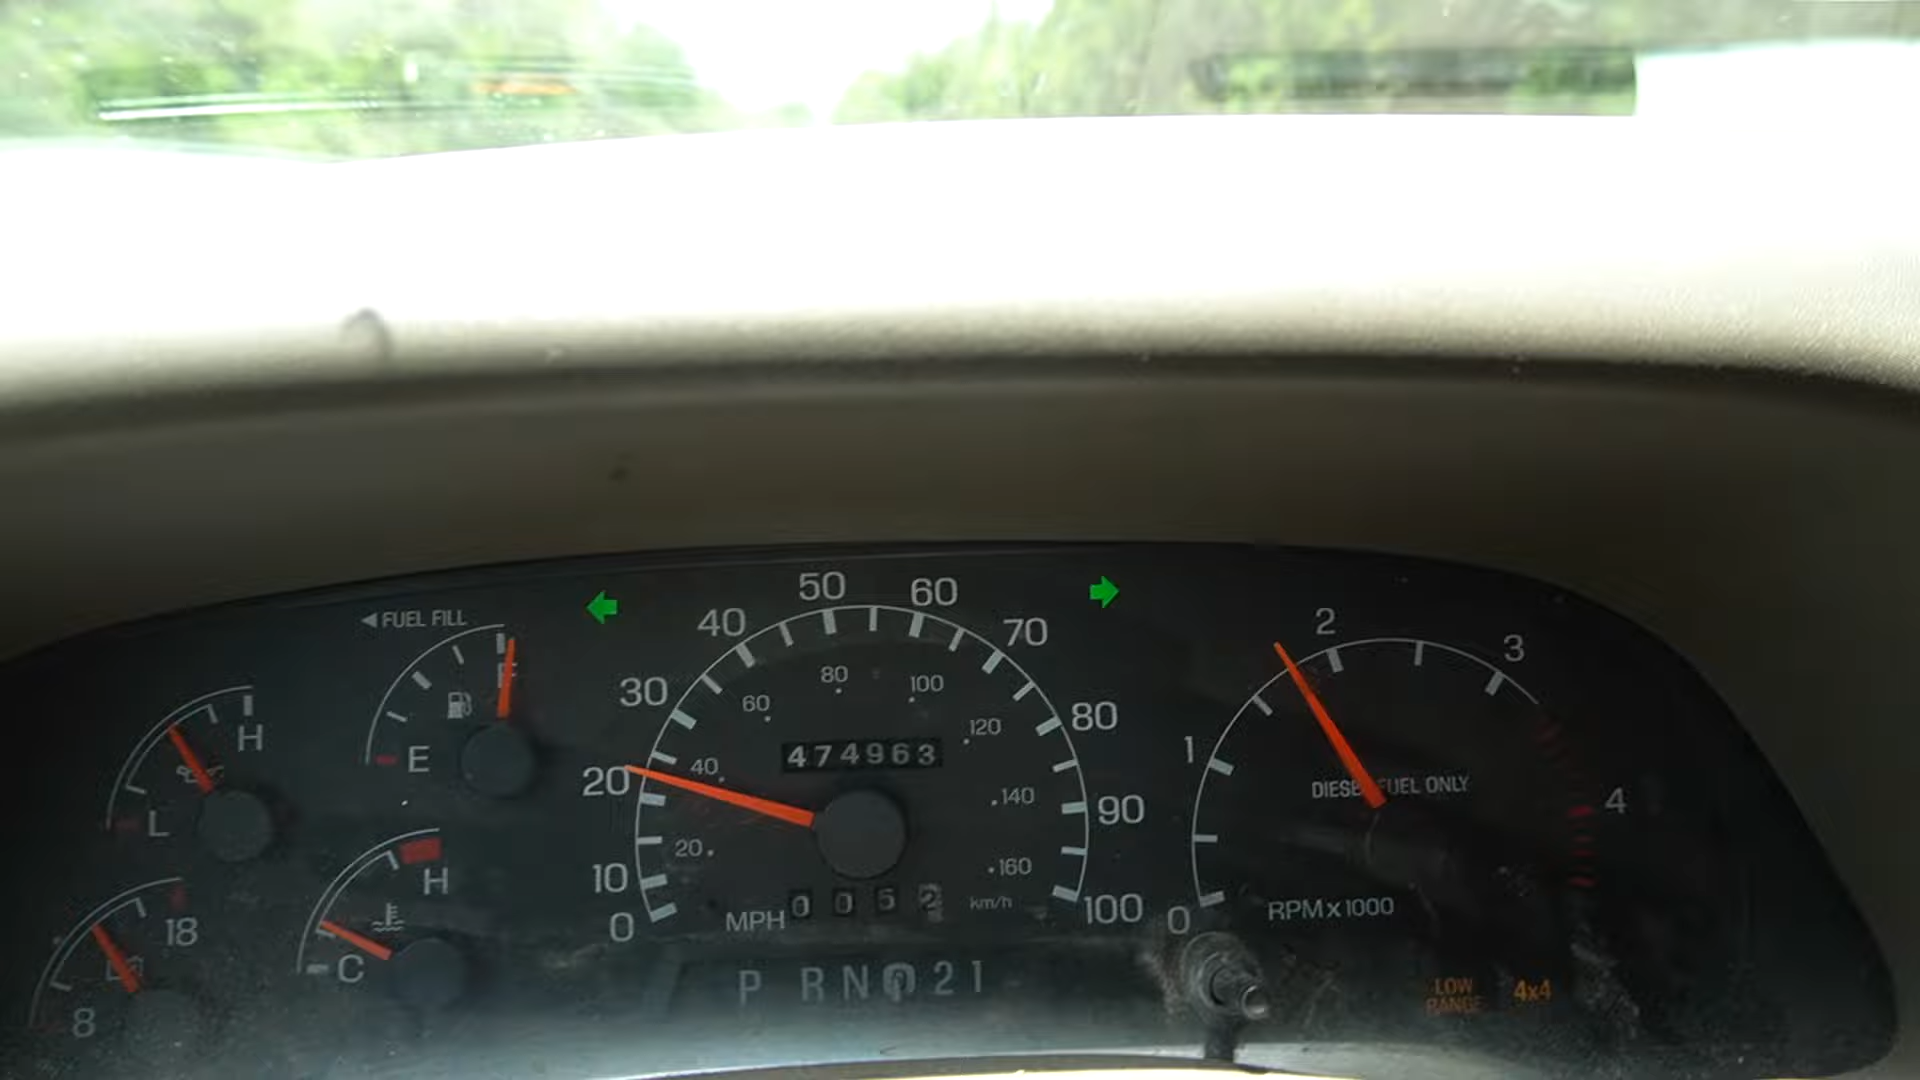 ◀ FUEL FILL
F
E
H
L
18
8
H
C
0
10
20
30
40
50
60
70
80
90
100
20
40
60
80
100
120
140
160
474963
MPH
0052
km/h
P R N D 2 1
0
1
2
3
4
DIESEL FUEL ONLY
RPM x 1000
LOW RANGE
4x4